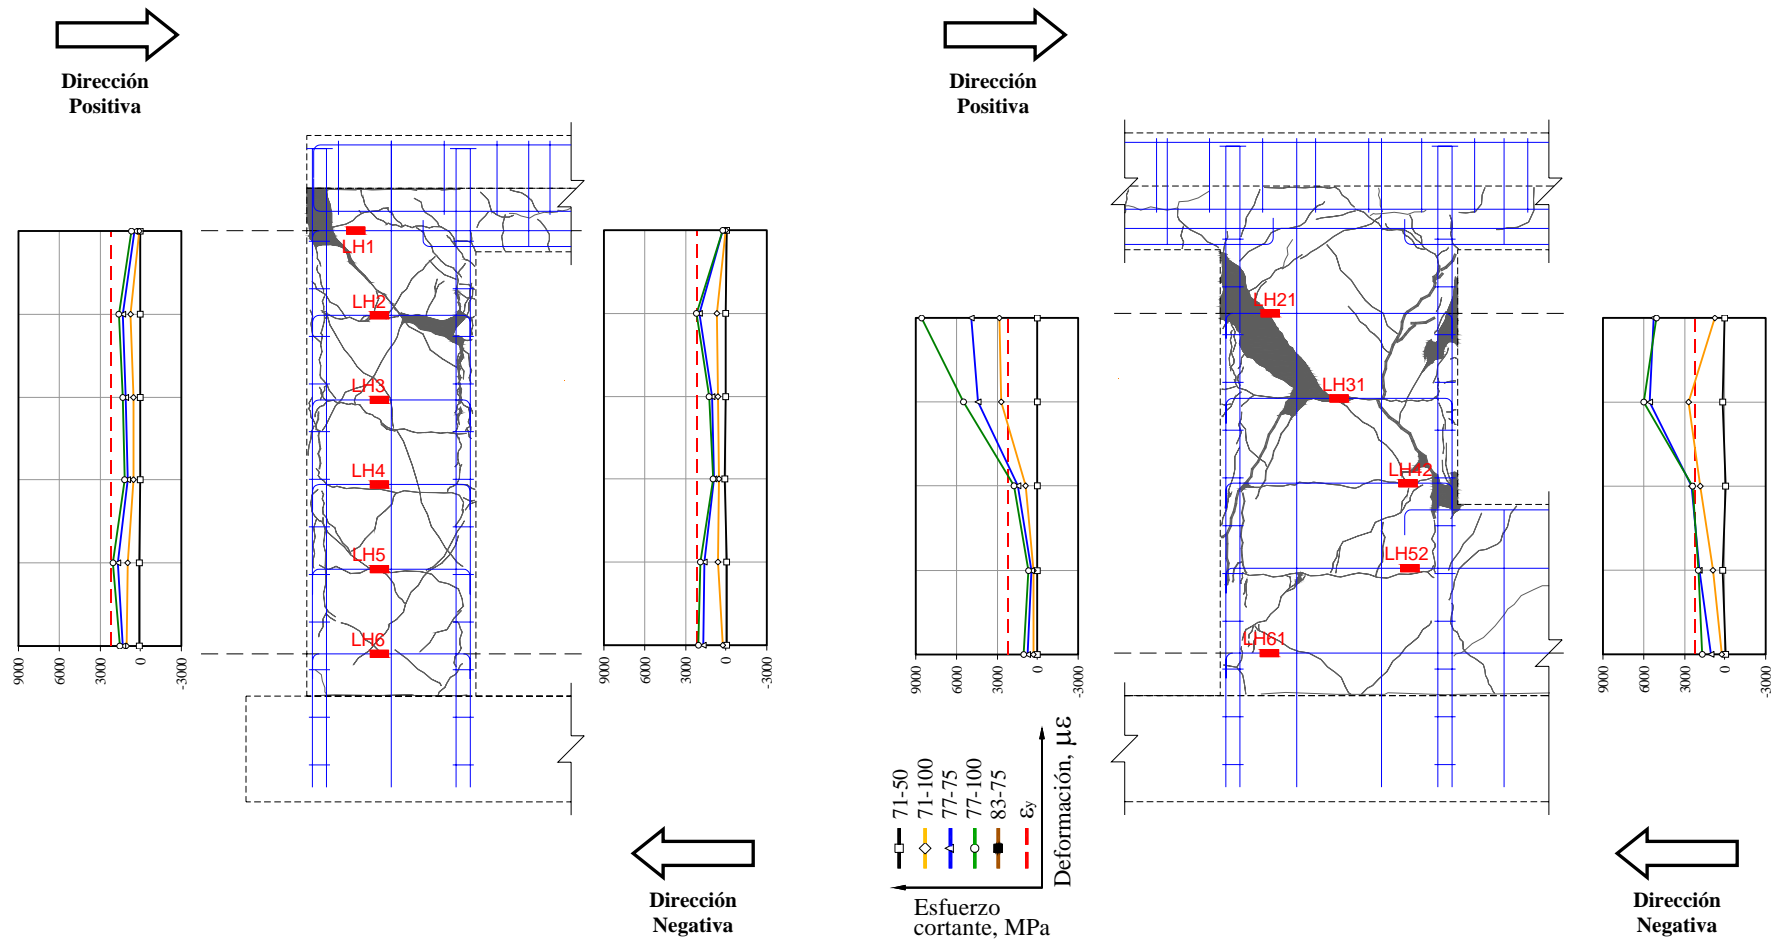 Dirección
Positiva
Dirección
Positiva
LH1
LH2
LH3
LH4
LH5
LH6
LH21
LH31
LH42
LH52
LH61
9000
6000
3000
0
-3000
9000
6000
3000
0
-3000
9000
6000
3000
0
-3000
9000
6000
3000
0
-3000
71-50
71-100
77-75
77-100
83-75
εy
Deformación, με
Esfuerzo
cortante, MPa
Dirección
Negativa
Dirección
Negativa